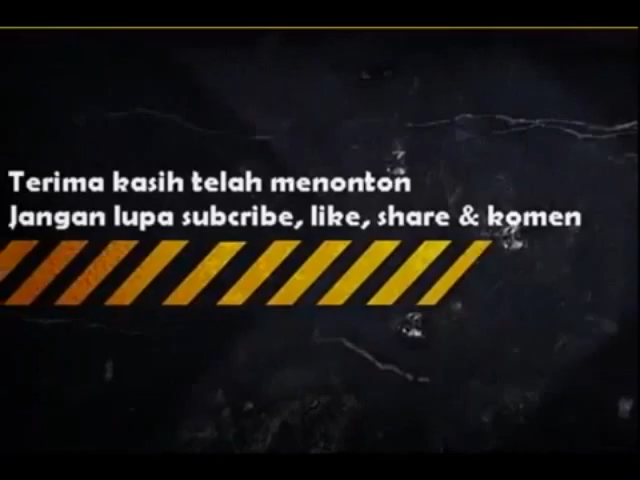 Terima kasih telah menonton
Jangan lupa subcribe, like, share & komen